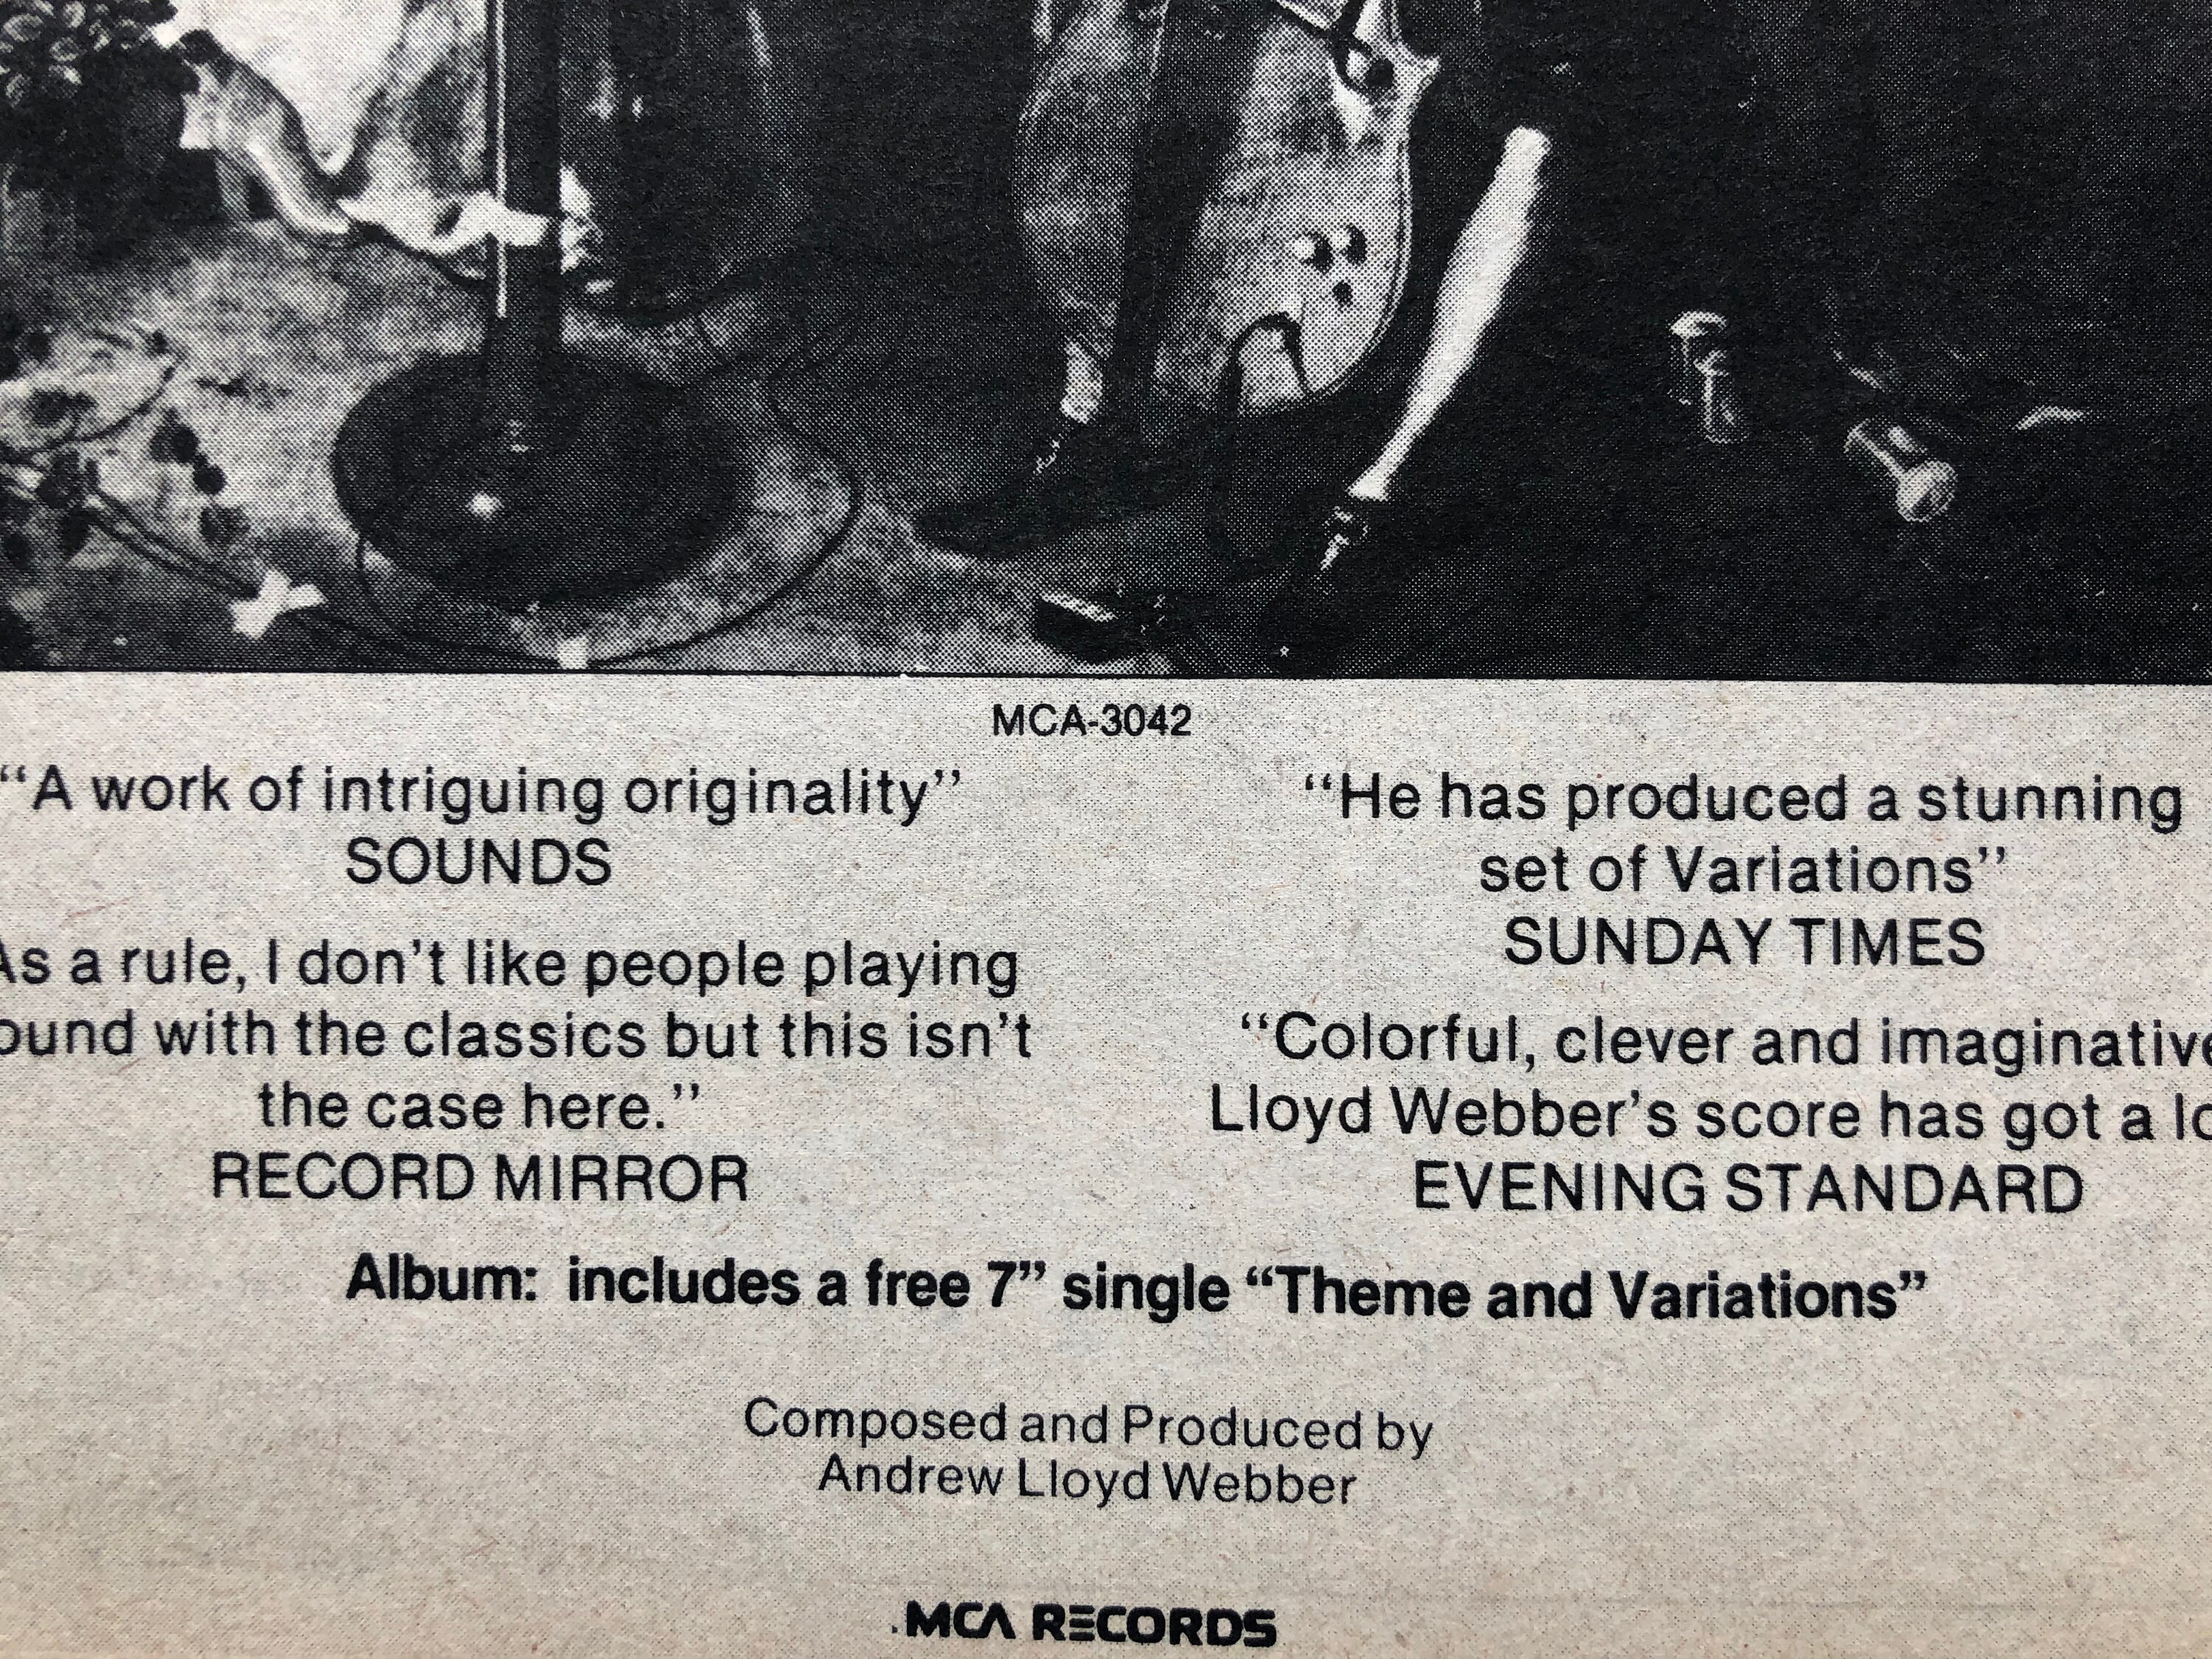 MCA-3042
"A work of intriguing originality"
SOUNDS
As a rule, I don't like people playing
with the classics but this isn't
the case here."
RECORD MIRROR
"He has produced a stunning
set of Variations"
SUNDAY TIMES
"Colorful, clever and imaginative
Lloyd Webber's score has got a
EVENING STANDARD
Album: includes a free 7" single "Theme and Variations"
Composed and Produced by
Andrew Lloyd Webber
MCA RECORDS